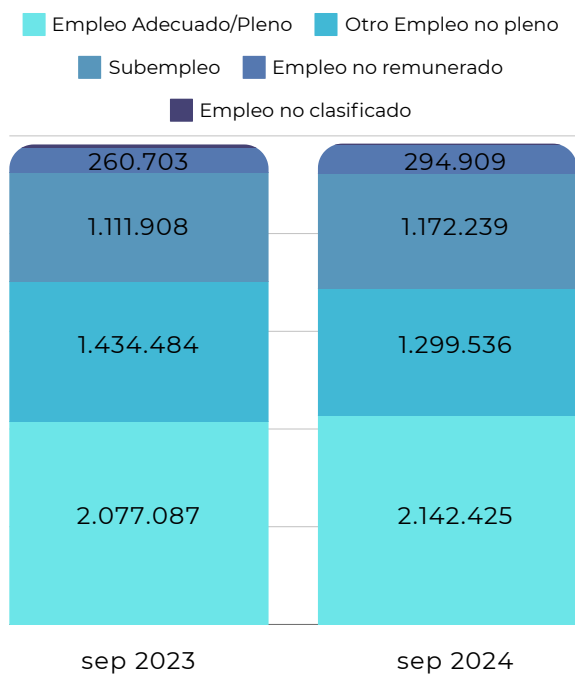 Empleo Adecuado/Pleno Otro Empleo no pleno
Subempleo Empleo no remunerado
Empleo no clasificado
260.703 294.909
1.111.908 1.172.239
1.434.484 1.299.536
2.077.087 2.142.425
sep 2023 sep 2024